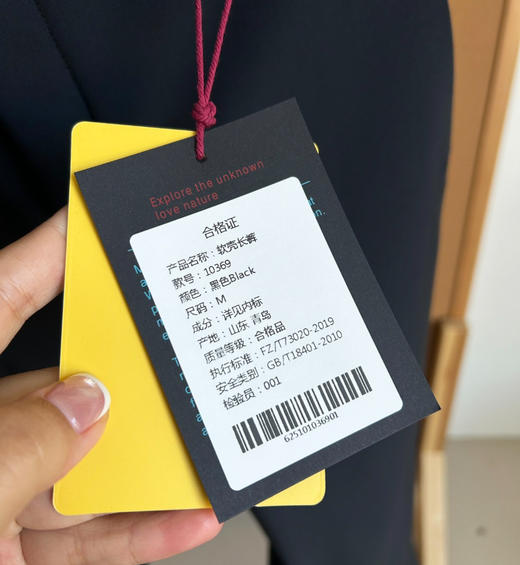 Explore the unknown
love nature
合格证
产品名称：软壳长裤
款号：10369
颜色：黑色Black
尺码：M
成分：详见内标
产地：山东 青岛
质量等级：合格品
执行标准：FZ/T73020-2019
安全类别：GB/T18401-2010
检验员：001
625101036901